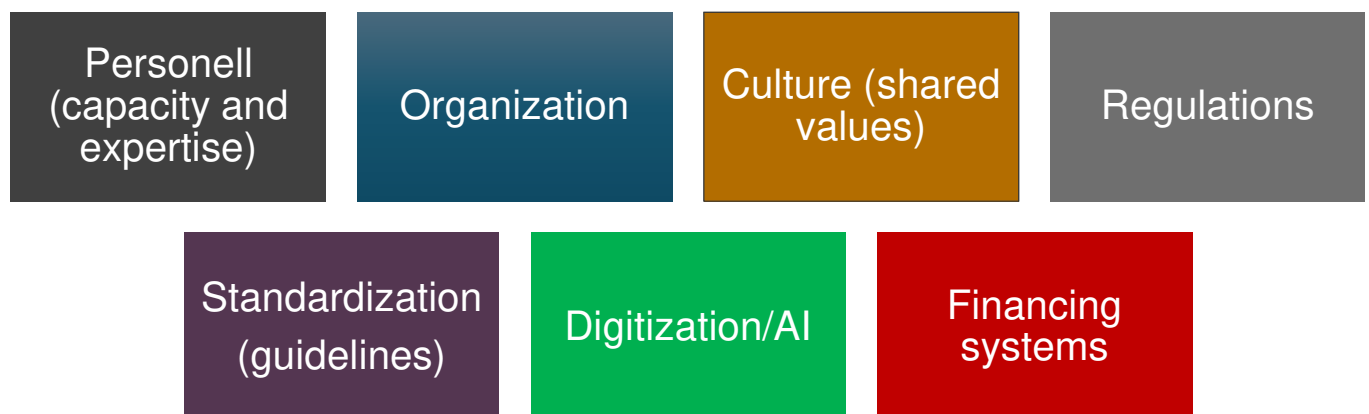 Personell
(capacity and
expertise)
Organization
Culture (shared
values)
Regulations
Standardization
(guidelines)
Digitization/AI
Financing
systems